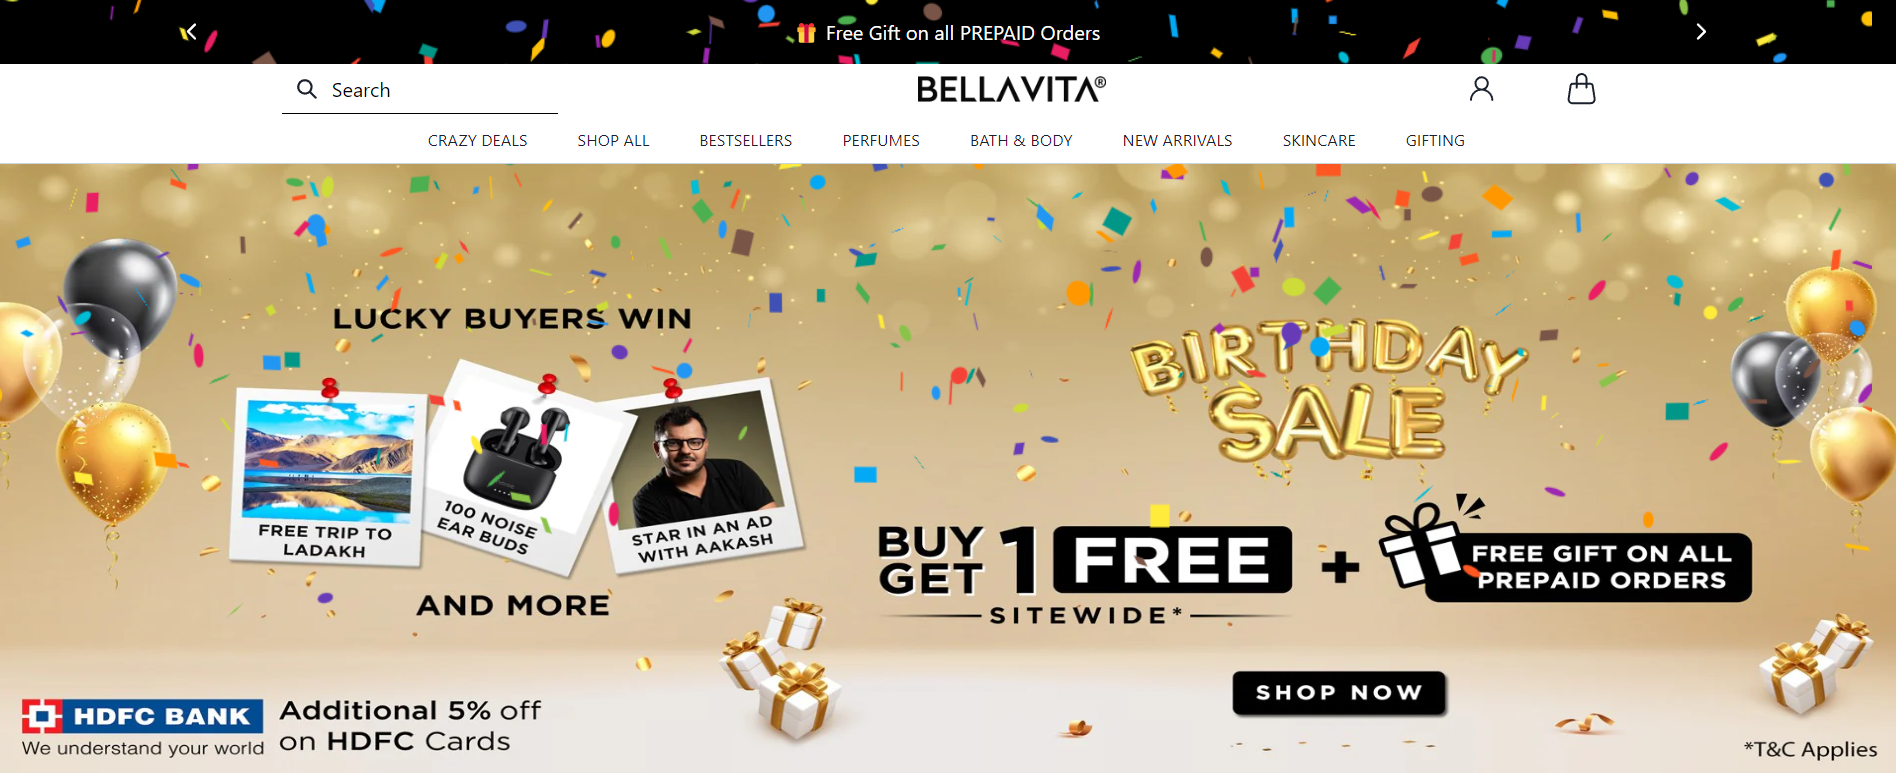 Free Gift on all PREPAID Orders
Search
BELLAVITA®
CRAZY DEALS
SHOP ALL
BESTSELLERS
PERFUMES
BATH & BODY
NEW ARRIVALS
SKINCARE
GIFTING
LUCKY BUYERS WIN
FREE TRIP TO
LADAKH
100 NOISE
EAR BUDS
STAR IN AN AD
WITH AAKASH
AND MORE
BIRTHDAY
SALE
BUY 1 FREE
GET
SITEWIDE*
+
FREE GIFT ON ALL
PREPAID ORDERS
SHOP NOW
HDFC BANK
We understand your world
Additional 5% off
on HDFC Cards
*T&C Applies